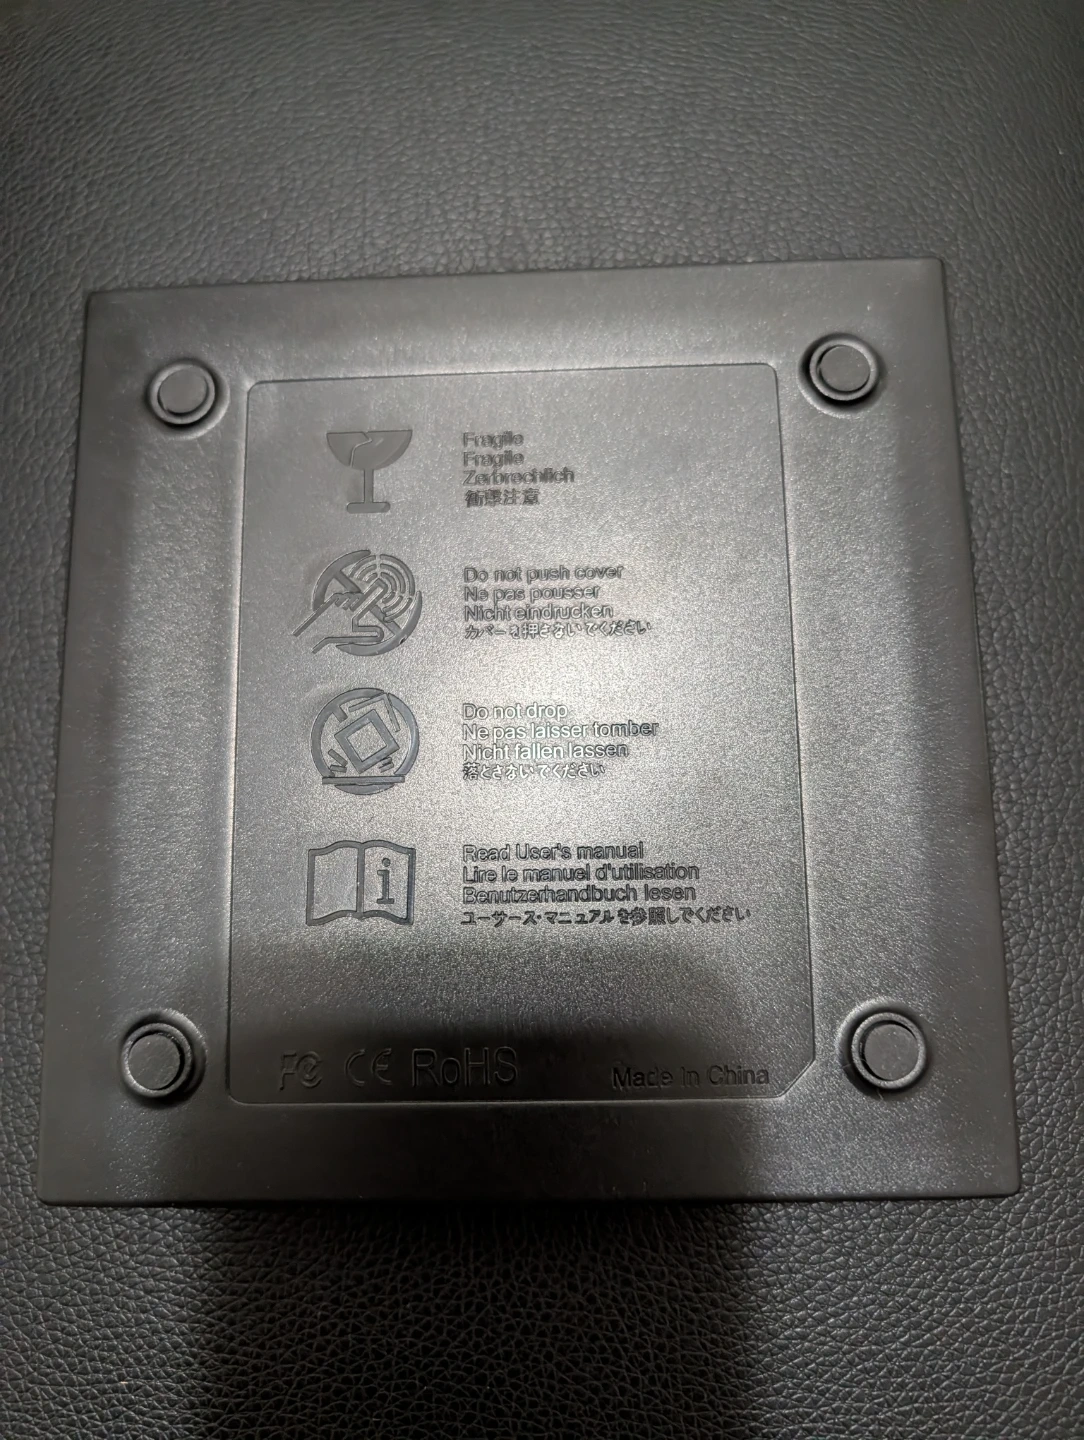 Fragile
Fragile
Zerbrechlich
衝撃注意
Do not push cover
Ne pas pousser
Nicht eindrucken
カバーを押さないでください
Do not drop
Ne pas laisser tomber
Nicht fallen lassen
落とさないでください
Read User's manual
Lire le manuel d'utilisation
Benutzerhandbuch lesen
ユーザーズ・マニュアルを参照してください
FC CE RoHS
Made in China